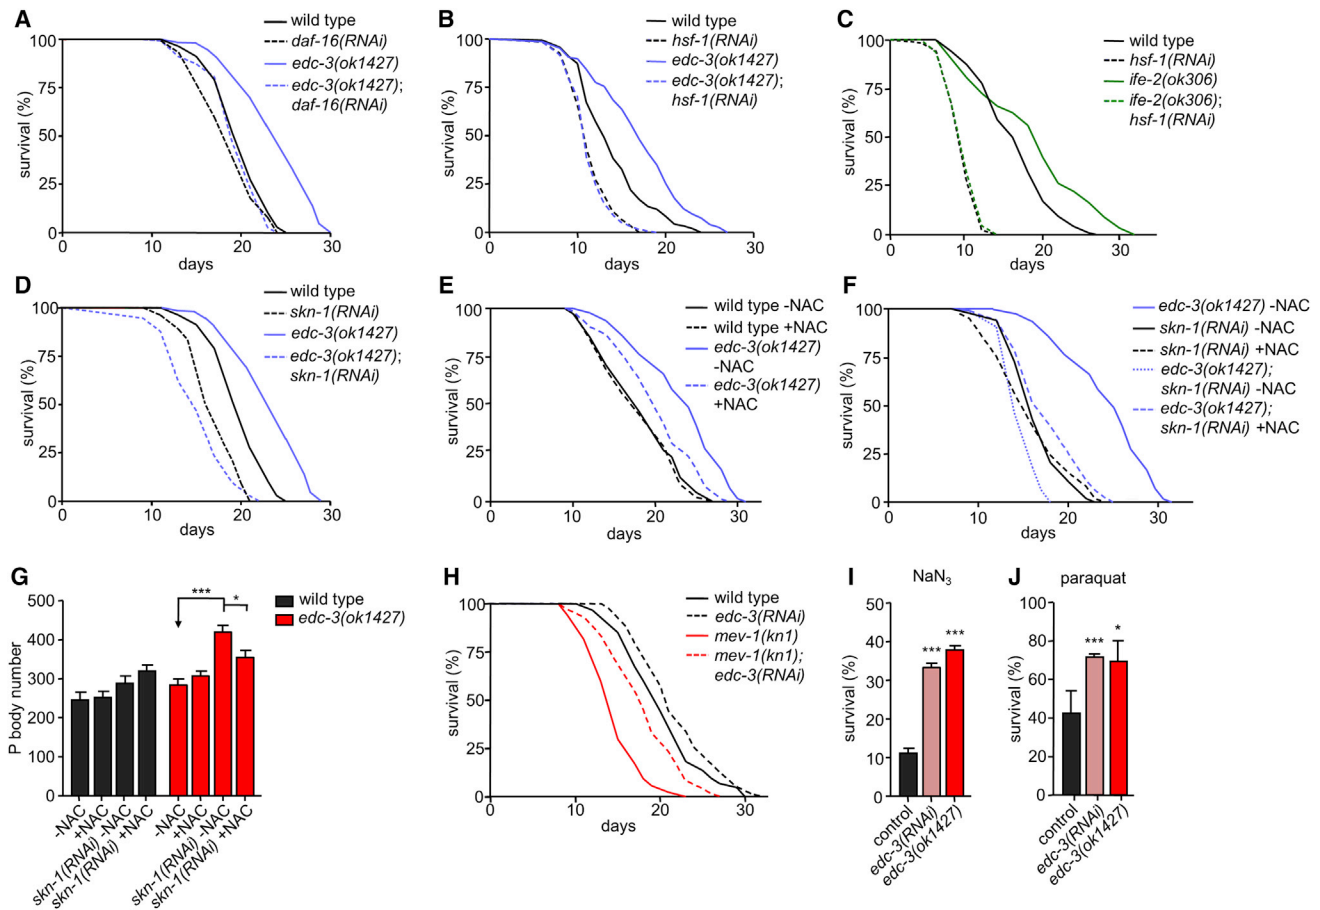 A
wild type
daf-16(RNAi)
edc-3(ok1427)
edc-3(ok1427);
daf-16(RNAi)
survival (%)
100
75
50
25
0
0 10 20 30
days
B
wild type
hsf-1(RNAi)
edc-3(ok1427)
edc-3(ok1427);
hsf-1(RNAi)
survival (%)
100
75
50
25
0
0 10 20 30
days
C
wild type
hsf-1(RNAi)
ife-2(ok306)
ife-2(ok306);
hsf-1(RNAi)
survival (%)
100
75
50
25
0
0 10 20 30
days
D
wild type
skn-1(RNAi)
edc-3(ok1427)
edc-3(ok1427);
skn-1(RNAi)
survival (%)
100
75
50
25
0
0 10 20 30
days
E
wild type -NAC
wild type +NAC
edc-3(ok1427)
-NAC
edc-3(ok1427)
+NAC
survival (%)
100
75
50
25
0
0 10 20 30
days
F
edc-3(ok1427) -NAC
skn-1(RNAi) -NAC
skn-1(RNAi) +NAC
edc-3(ok1427);
skn-1(RNAi) -NAC
edc-3(ok1427);
skn-1(RNAi) +NAC
survival (%)
100
75
50
25
0
0 10 20 30
days
G
wild type
edc-3(ok1427)
*** *
P body number
500
400
300
200
100
0
-NAC
+NAC
skn-1(RNAi) -NAC
skn-1(RNAi) +NAC
-NAC
+NAC
skn-1(RNAi) -NAC
skn-1(RNAi) +NAC
H
wild type
edc-3(RNAi)
mev-1(kn1)
mev-1(kn1);
edc-3(RNAi)
survival (%)
100
75
50
25
0
0 10 20 30
days
I
NaN3
survival (%)
50
40
30
20
10
0
*** ***
control
edc-3(RNAi)
edc-3(ok1427)
J
paraquat
survival (%)
100
80
60
40
20
0
*** *
control
edc-3(RNAi)
edc-3(ok1427)